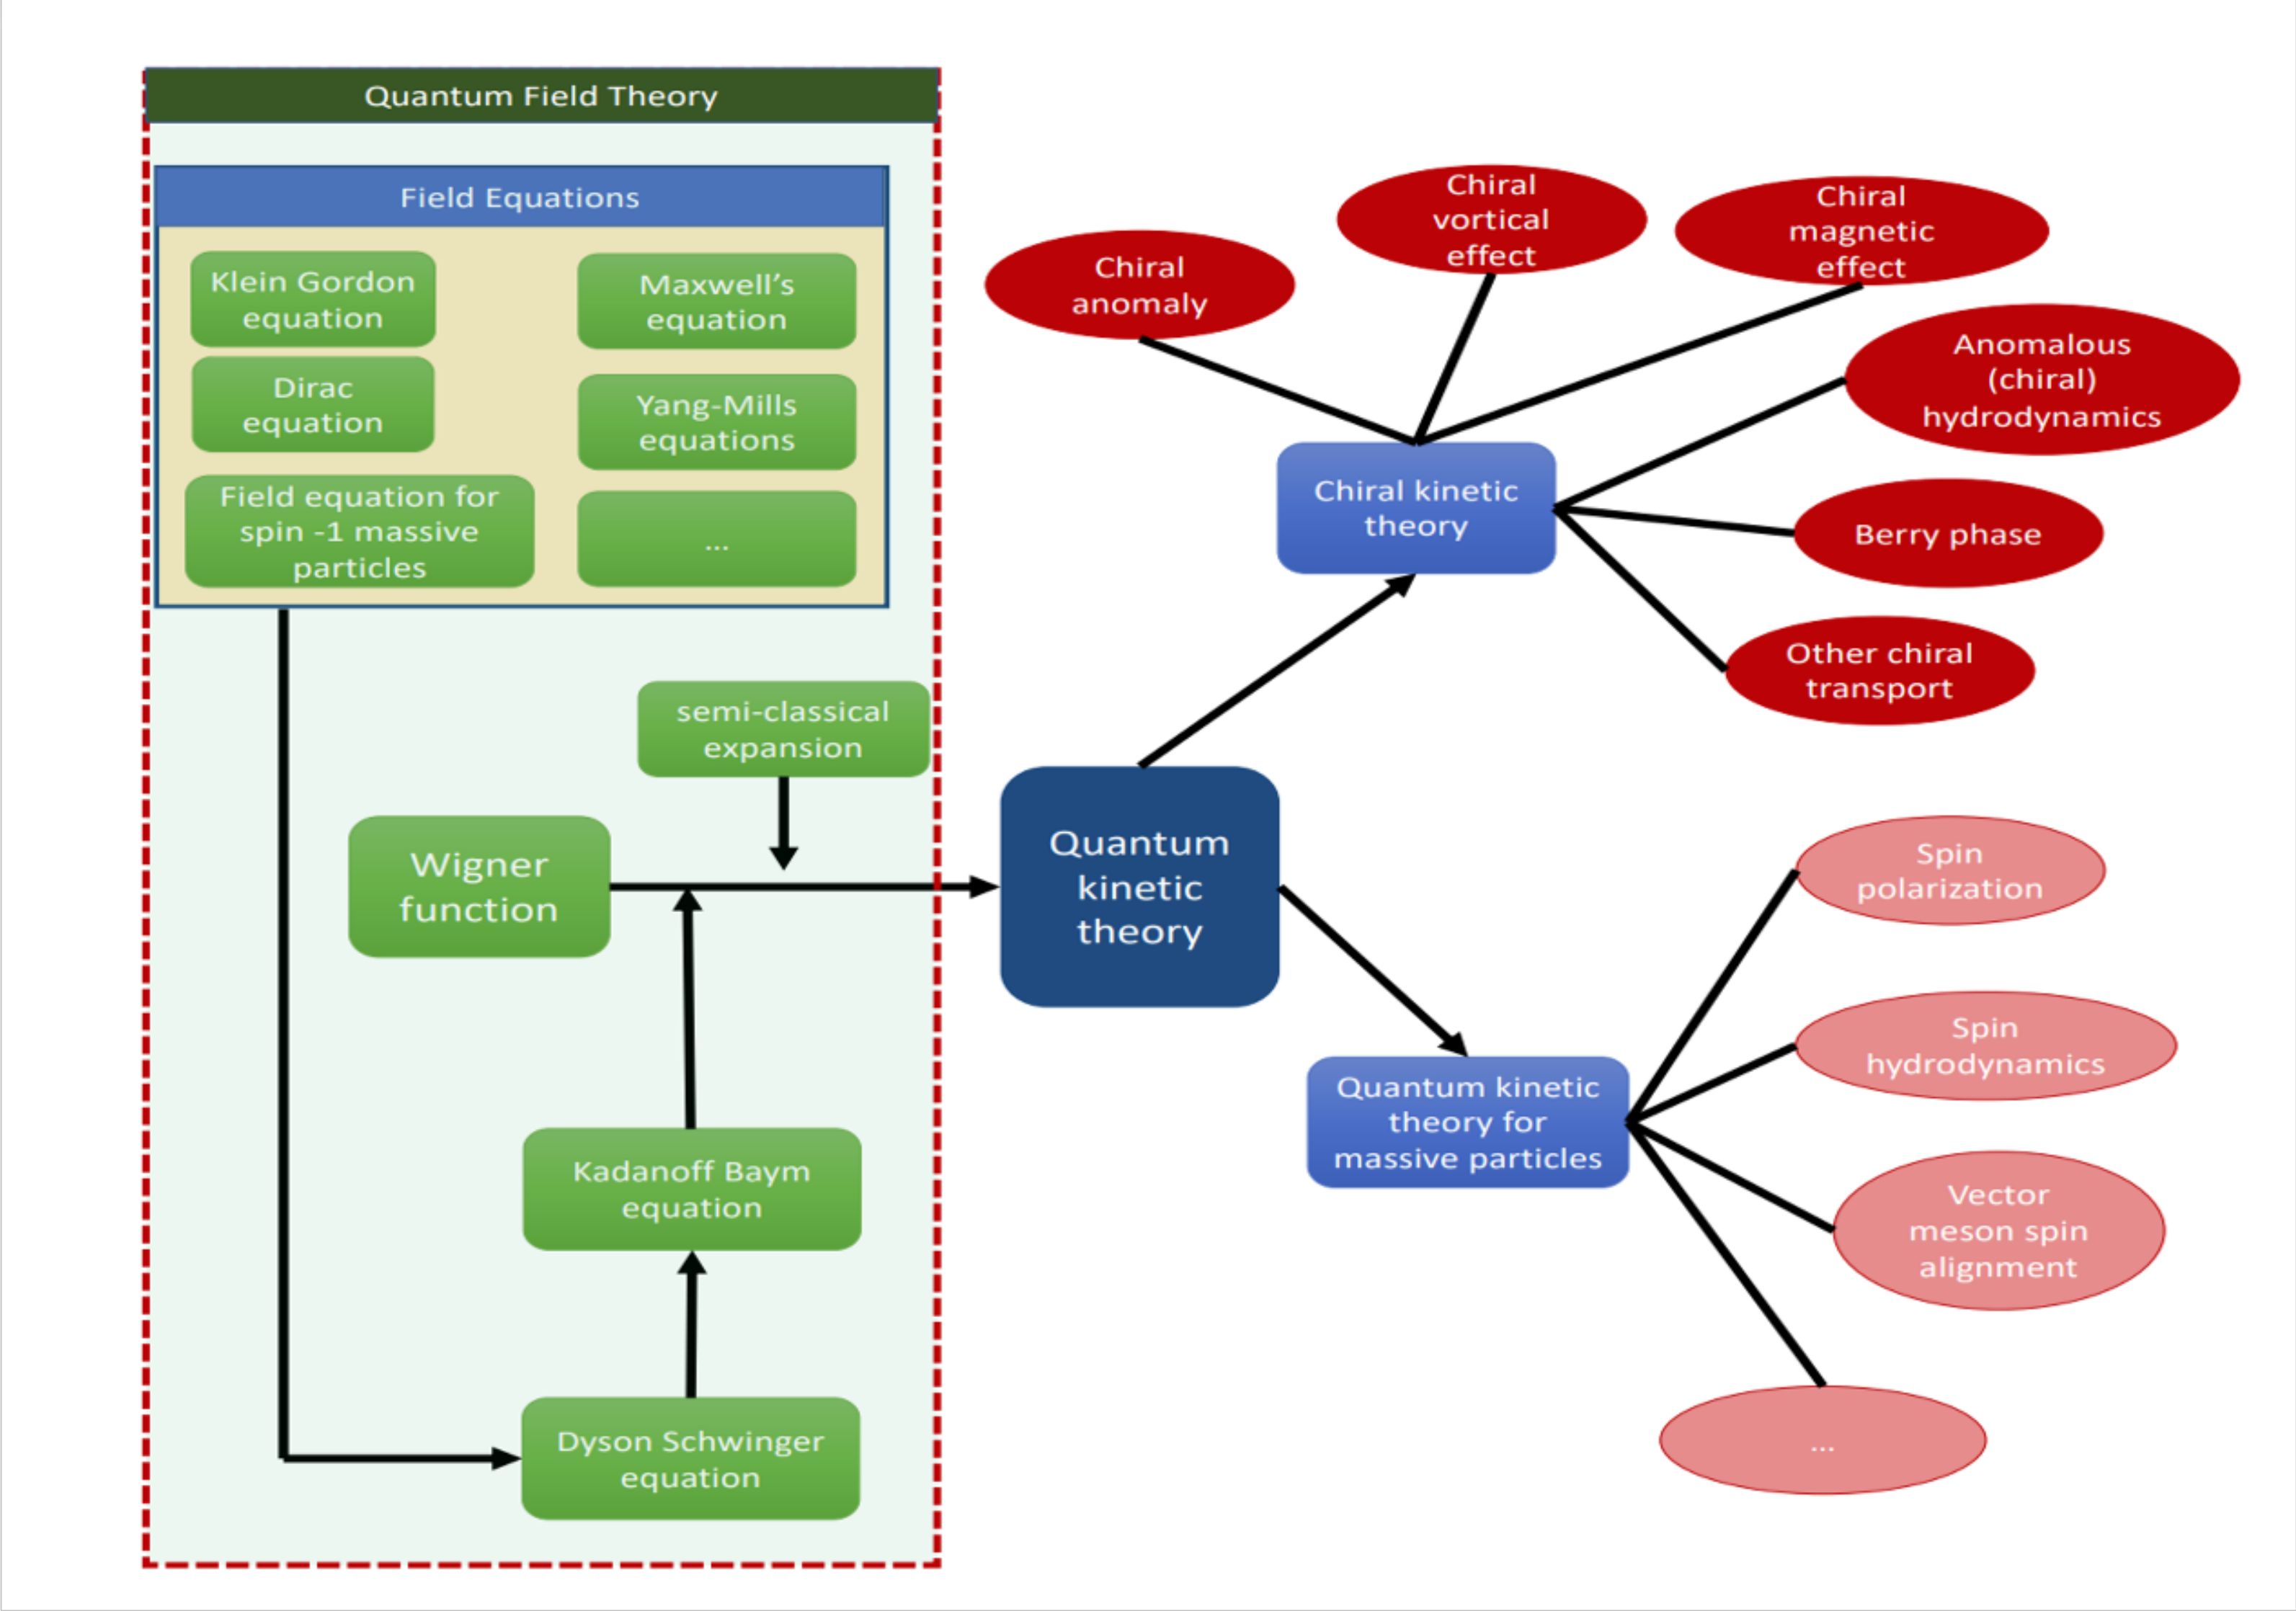 Quantum Field Theory
Field Equations
Klein Gordon
equation
Maxwell’s
equation
Dirac
equation
Yang-Mills
equations
Field equation for
spin -1 massive
particles
...
semi-classical
expansion
Wigner
function
Kadanoff Baym
equation
Dyson Schwinger
equation
Quantum
kinetic
theory
Chiral kinetic
theory
Chiral
anomaly
Chiral
vortical
effect
Chiral
magnetic
effect
Anomalous
(chiral)
hydrodynamics
Berry phase
Other chiral
transport
Quantum kinetic
theory for
massive particles
Spin
polarization
Spin
hydrodynamics
Vector
meson spin
alignment
...